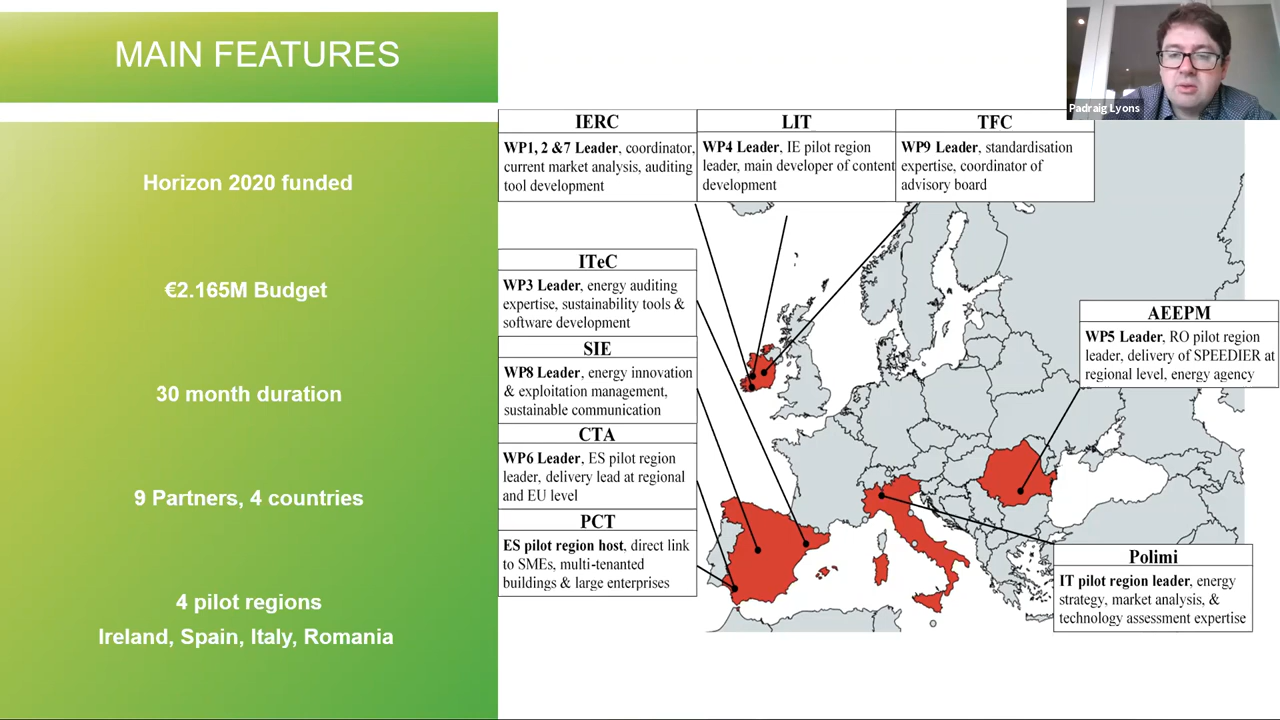 MAIN FEATURES
Horizon 2020 funded
€2.165M Budget
30 month duration
9 Partners, 4 countries
4 pilot regions
Ireland, Spain, Italy, Romania
Padraig Lyons
IERC
WP1, 2 &7 Leader, coordinator,
current market analysis, auditing
tool development
LIT
WP4 Leader, IE pilot region
leader, main developer of content
development
TFC
WP9 Leader, standardisation
expertise, coordinator of
advisory board
ITeC
WP3 Leader, energy auditing
expertise, sustainability tools &
software development
SIE
WP8 Leader, energy innovation
& exploitation management,
sustainable communication
CTA
WP6 Leader, ES pilot region
leader, delivery lead at regional
and EU level
PCT
ES pilot region host, direct link
to SMEs, multi-tenanted
buildings & large enterprises
AEEPM
WP5 Leader, RO pilot region
leader, delivery of SPEEDIER at
regional level, energy agency
Polimi
IT pilot region leader, energy
strategy, market analysis, &
technology assessment expertise